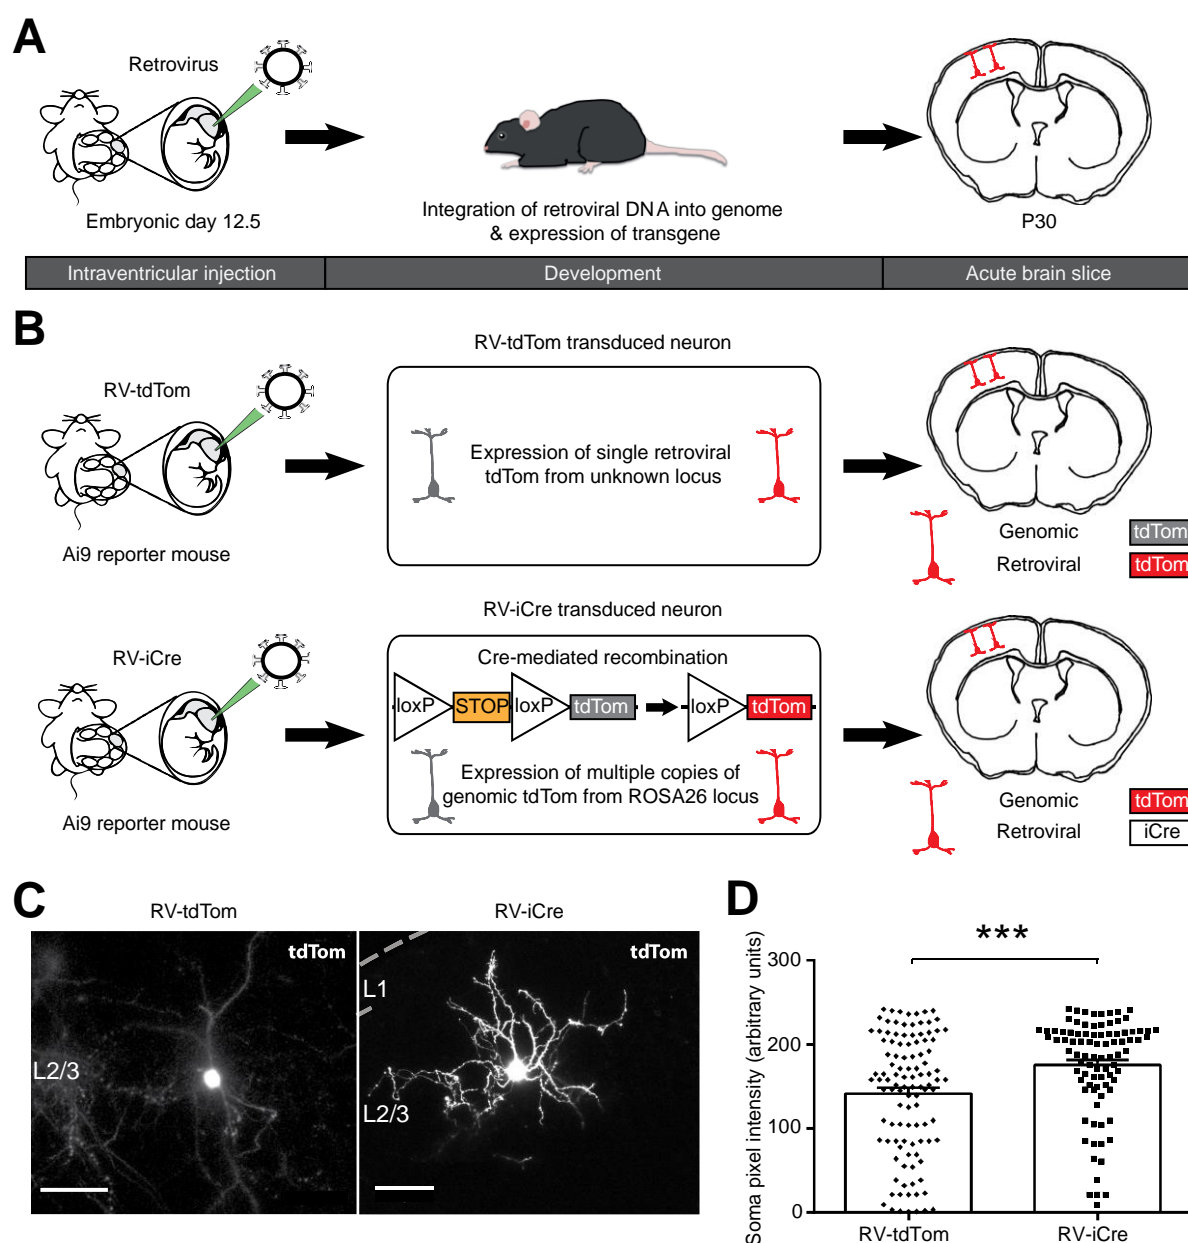 A
Retrovirus
Embryonic day 12.5
Integration of retroviral DNA into genome
& expression of transgene
P30
Intraventricular injection
Development
Acute brain slice
B
RV-tdTom transduced neuron
RV-tdTom
Expression of single retroviral
tdTom from unknown locus
Ai9 reporter mouse
Genomic
tdTom
Retroviral
tdTom
RV-iCre transduced neuron
RV-iCre
Cre-mediated recombination
loxP
STOP
loxP
tdTom
loxP
tdTom
Expression of multiple copies of
genomic tdTom from ROSA26 locus
Ai9 reporter mouse
Genomic
tdTom
Retroviral
iCre
C
RV-tdTom
RV-iCre
tdTom
L2/3
tdTom
L1
L2/3
D
***
Soma pixel intensity (arbitrary units)
300
200
100
0
RV-tdTom
RV-iCre